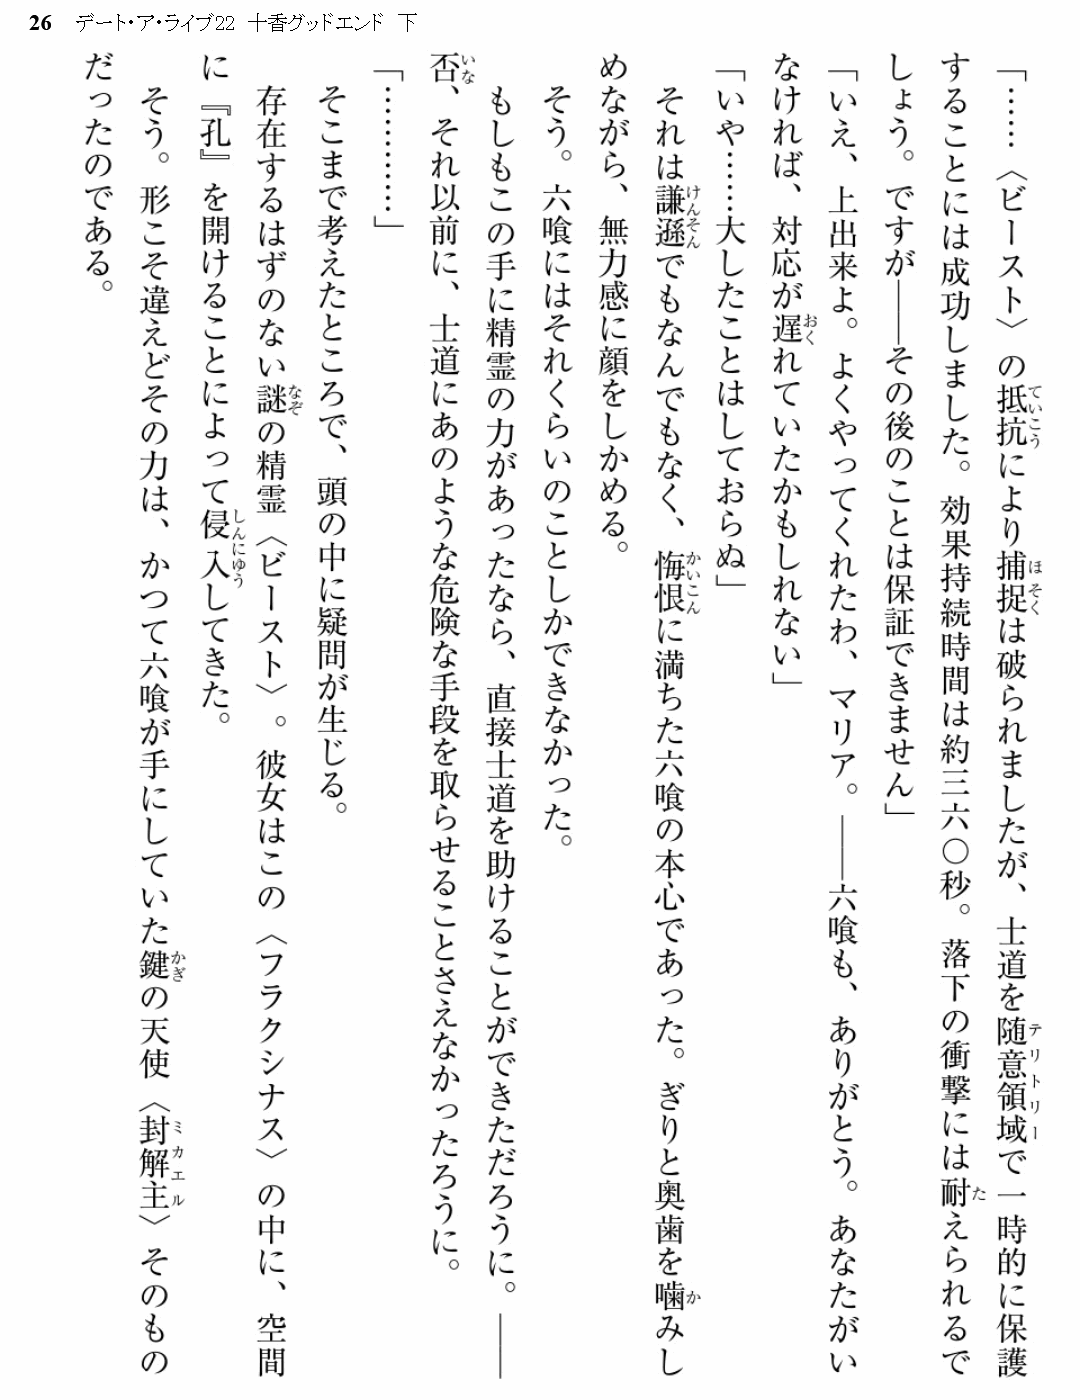 26　デート・ア・ライブ22　十香グッドエンド　下
「……〈ビースト〉の抵抗により捕捉は破られましたが、士道を随意領域で一時的に保護
することには成功しました。効果持続時間は約三六〇秒。落下の衝撃には耐えられるで
しょう。ですが――その後のことは保証できません」
「いえ、上出来よ。よくやってくれたわ、マリア。――六喰も、ありがとう。あなたがい
なければ、対応が遅れていたかもしれない」
「いや……大したことはしておらぬ」
　それは謙遜でもなんでもなく、悔恨に満ちた六喰の本心であった。ぎりと奥歯を噛みし
めながら、無力感に顔をしかめる。
　そう。六喰にはそれくらいのことしかできなかった。
　もしもこの手に精霊の力があったなら、直接士道を助けることができただろうに。――
否、それ以前に、士道にあのような危険な手段を取らせることさえなかったろうに。
「…………」
　そこまで考えたところで、頭の中に疑問が生じる。
　存在するはずのない謎の精霊〈ビースト〉。彼女はこの〈フラクシナス〉の中に、空間
に『孔』を開けることによって侵入してきた。
　そう。形こそ違えどその力は、かつて六喰が手にしていた鍵の天使〈封解主〉そのもの
だったのである。